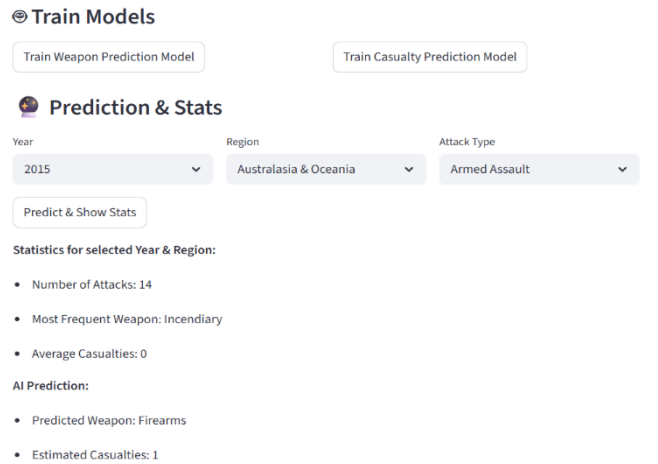 Train Models
Train Weapon Prediction Model
Train Casualty Prediction Model
Prediction & Stats
Year
Region
Attack Type
2015
Australasia & Oceania
Armed Assault
Predict & Show Stats
Statistics for selected Year & Region:
• Number of Attacks: 14
• Most Frequent Weapon: Incendiary
• Average Casualties: 0
AI Prediction:
• Predicted Weapon: Firearms
• Estimated Casualties: 1